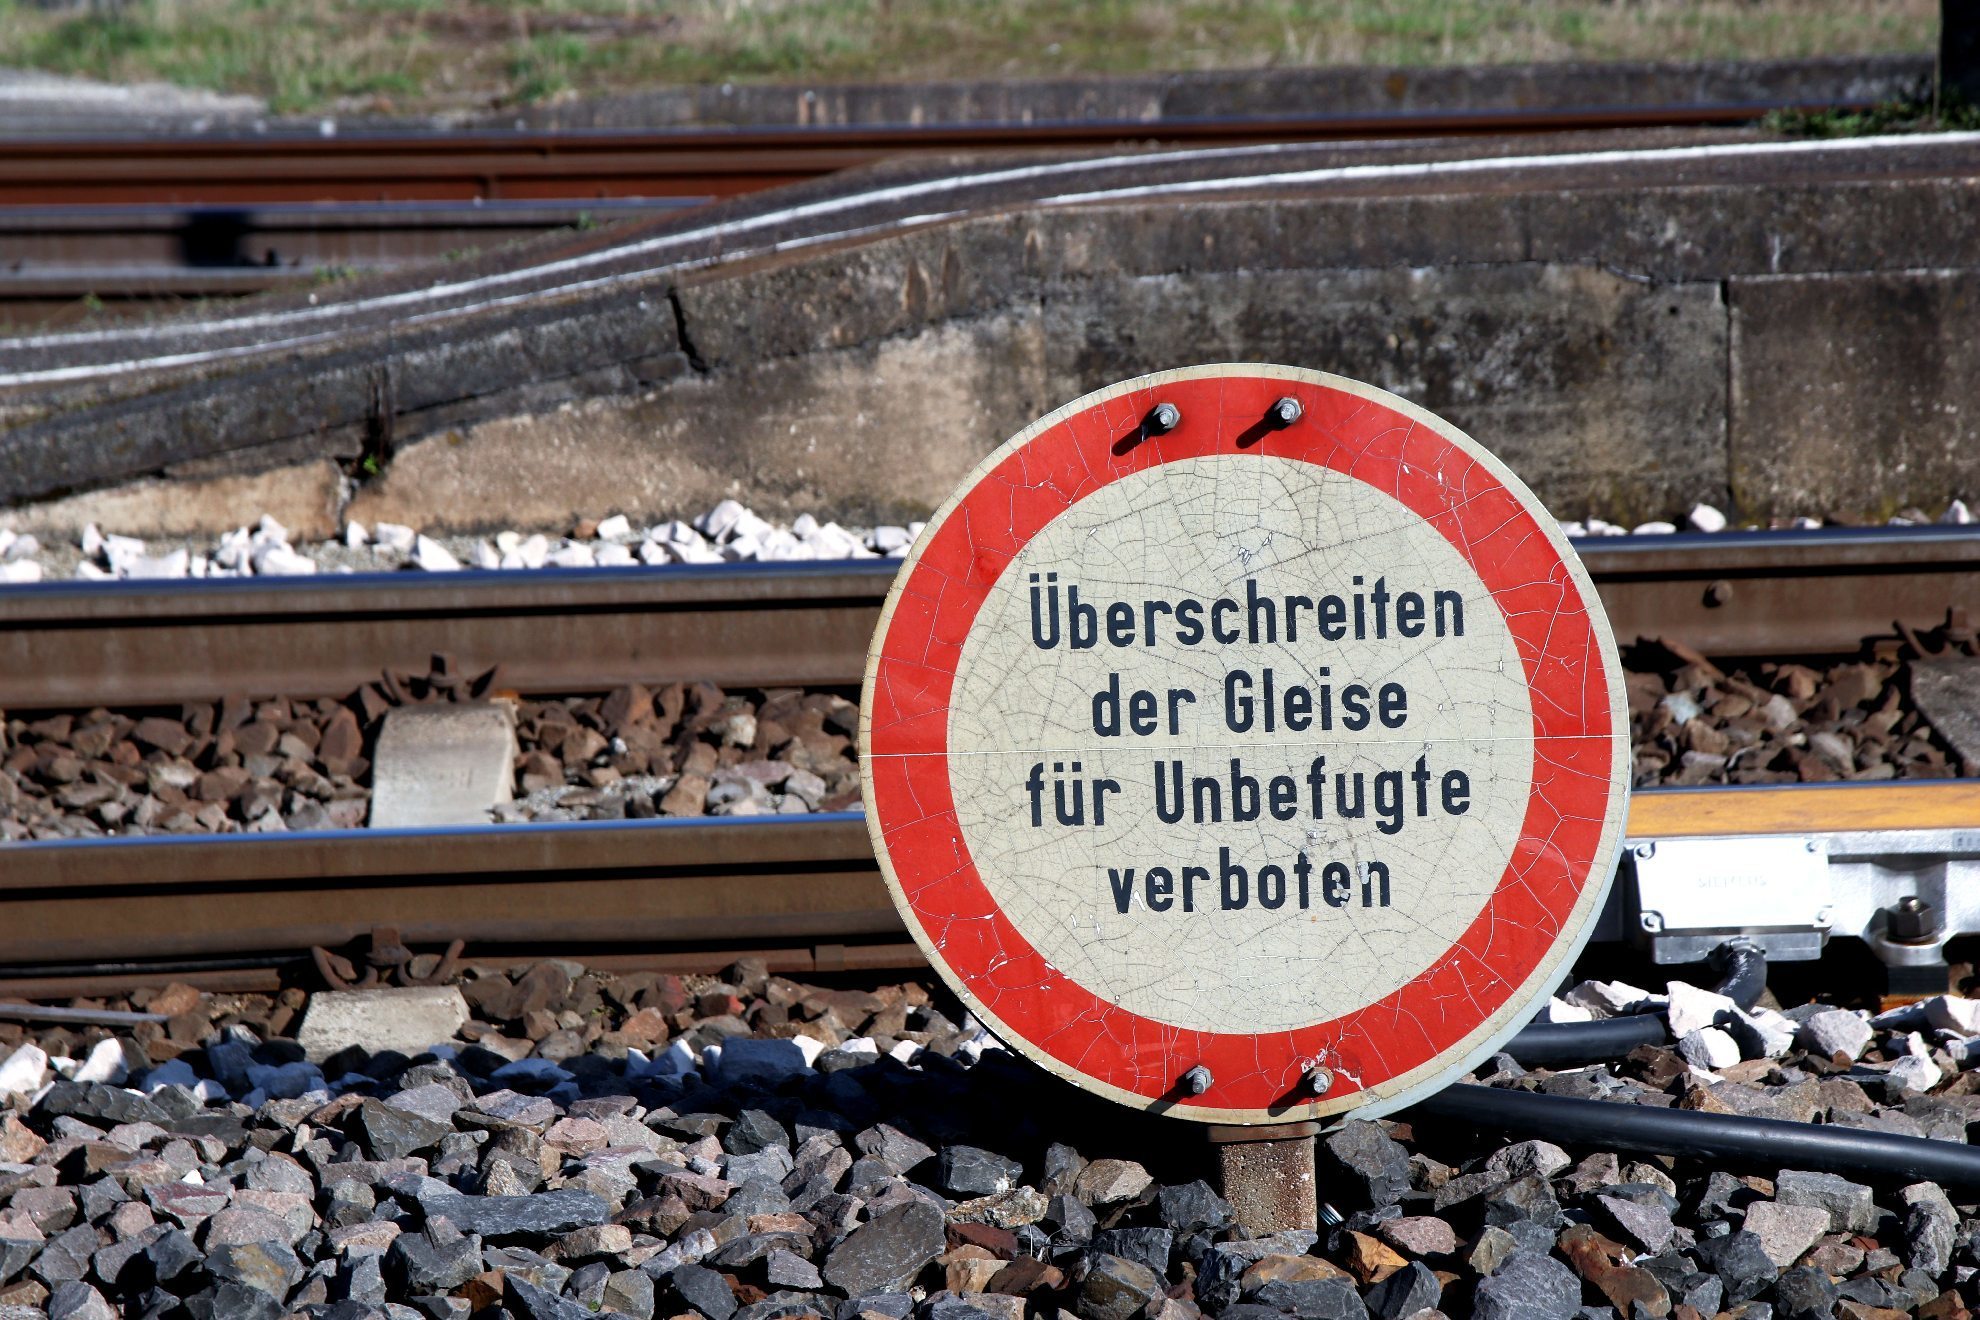 Überschreiten
der Gleise
für Unbefugte
verboten